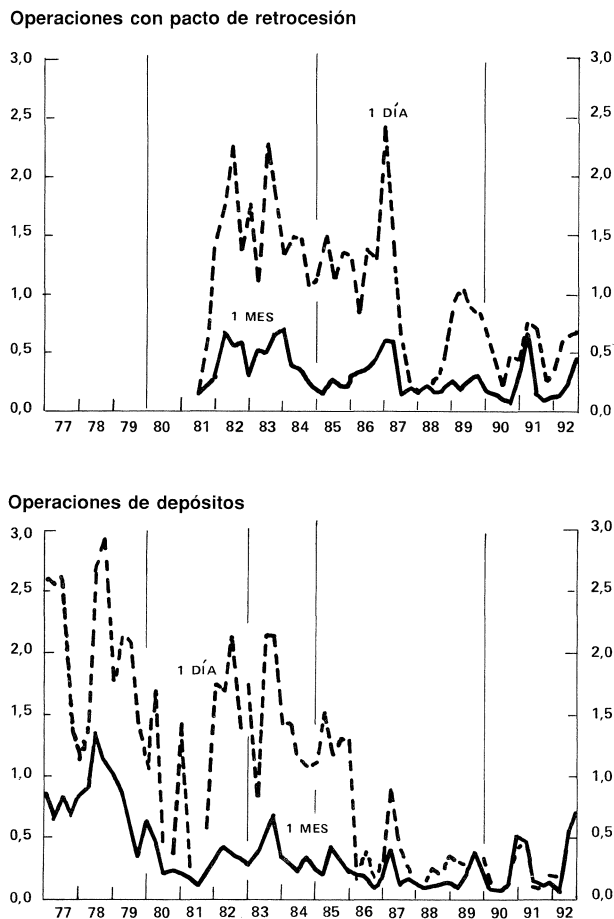 Operaciones con pacto de retrocesión
3,0 3,0
1 DÍA
2,5 2,5
2,0 2,0
1,5 1,5
1,0 1,0
1 MES
0,5 0,5
0,0 0,0
77 78 79 80 81 82 83 84 85 86 87 88 89 90 91 92
Operaciones de depósitos
3,0 3,0
2,5 2,5
2,0 2,0
1 DÍA
1,5 1,5
1,0 1,0
1 MES
0,5 0,5
0,0 0,0
77 78 79 80 81 82 83 84 85 86 87 88 89 90 91 92